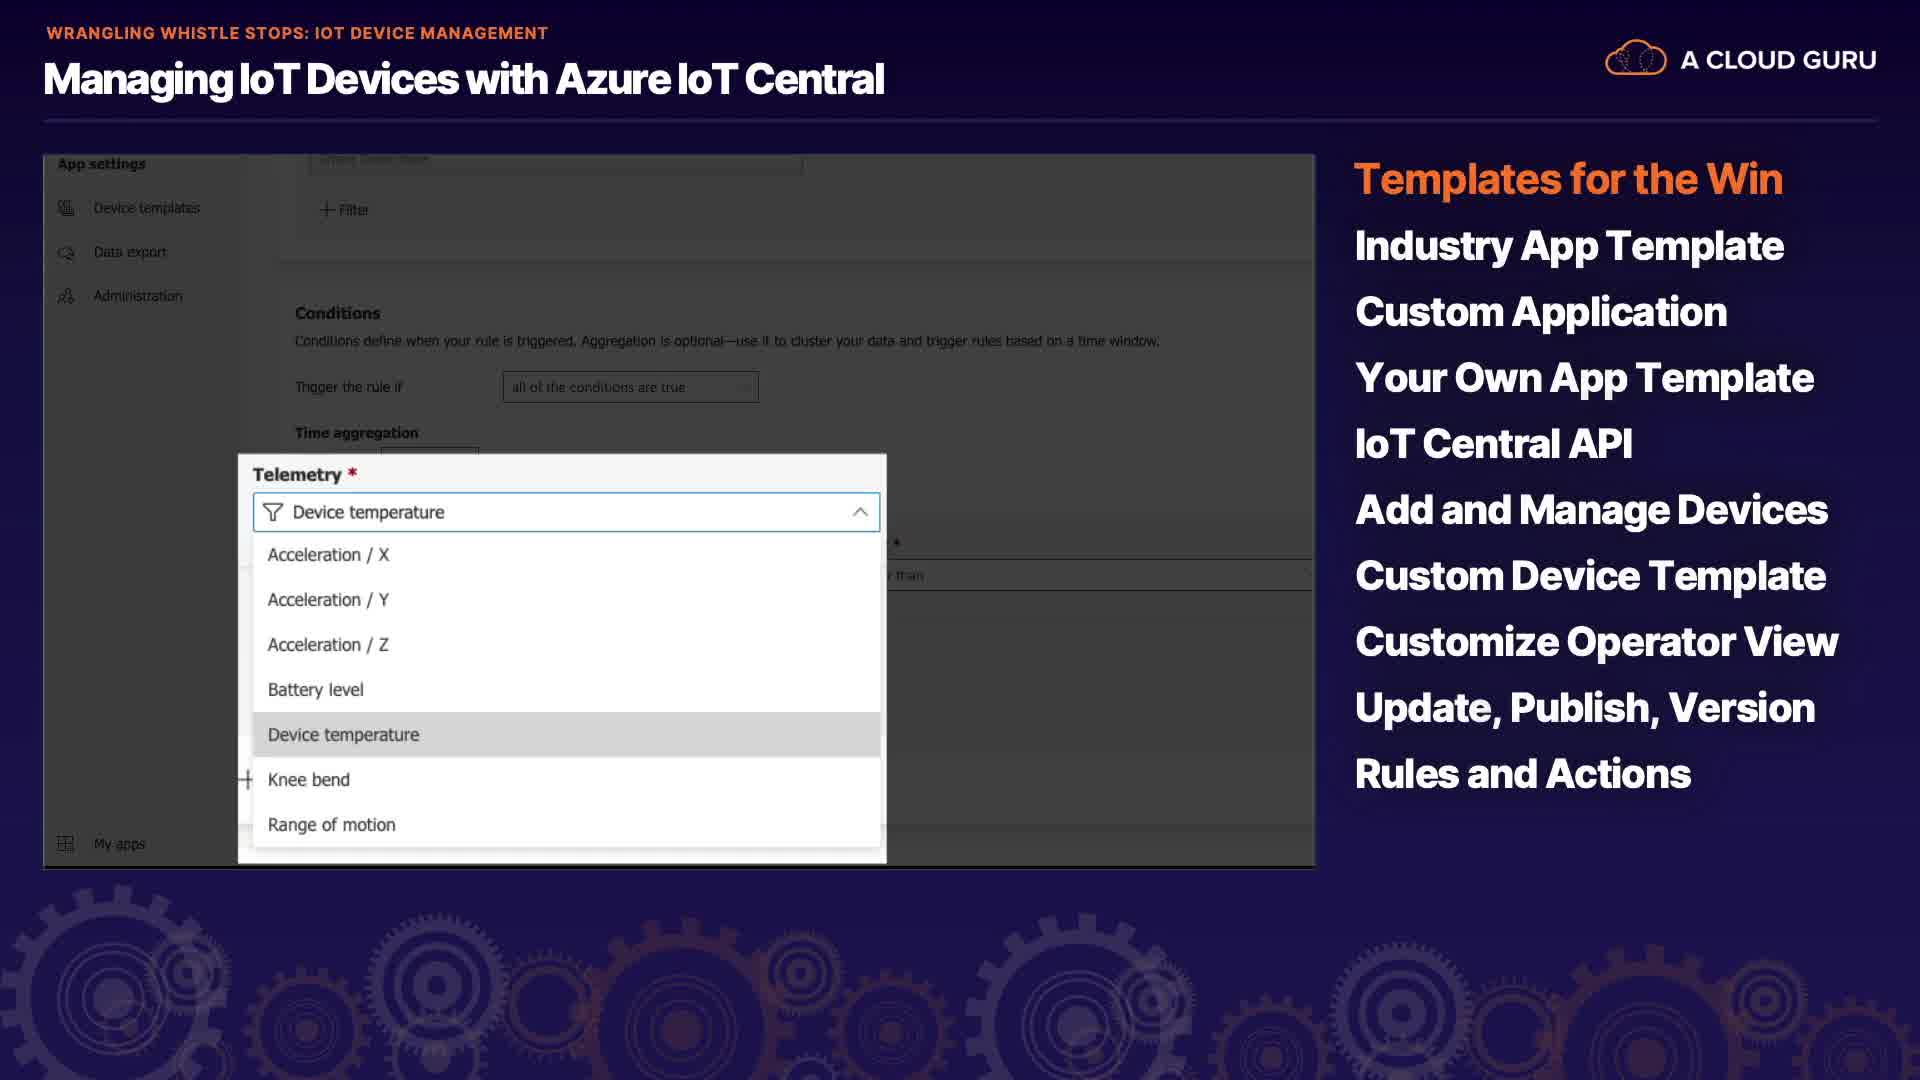 WRANGLING WHISTLE STOPS: IOT DEVICE MANAGEMENT
Managing IoT Devices with Azure IoT Central
A CLOUD GURU
App settings
Device templates
Data export
Administration
My apps
+ Filter
Conditions
Conditions define when your rule is triggered. Aggregation is optional—use it to cluster your data and trigger rules based on a time window.
Trigger the rule if
all of the conditions are true
Time aggregation
Telemetry *
Device temperature
Acceleration / X
Acceleration / Y
Acceleration / Z
Battery level
Device temperature
Knee bend
Range of motion
*
than
Templates for the Win
Industry App Template
Custom Application
Your Own App Template
IoT Central API
Add and Manage Devices
Custom Device Template
Customize Operator View
Update, Publish, Version
Rules and Actions